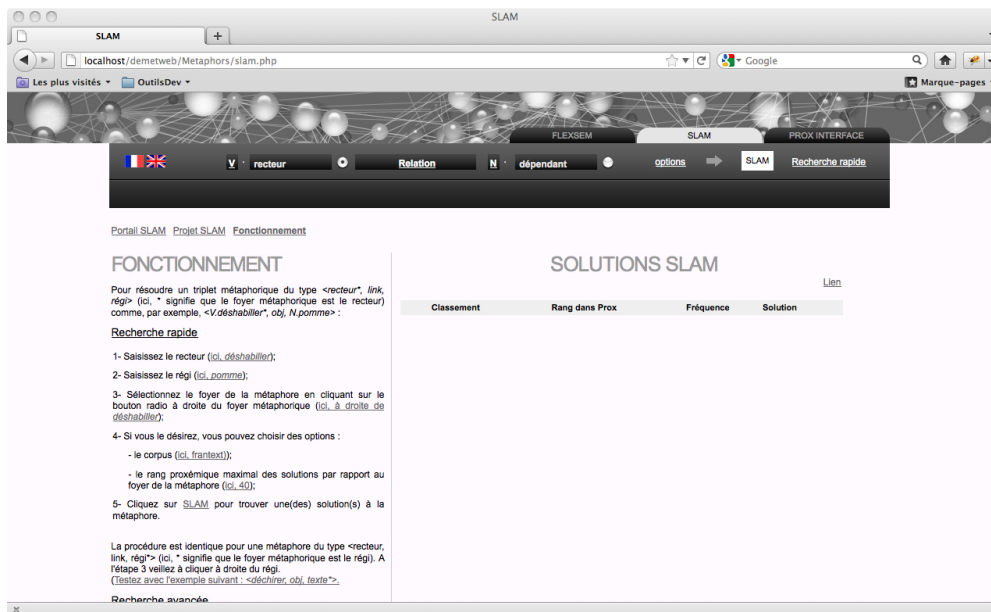 SLAM
SLAM +
localhost/demetweb/Metaphors/slam.php Google
Les plus visités OutilsDev Marque-pages
FLEXSEM SLAM PROX INTERFACE
V · recteur Relation N · dépendant options SLAM Recherche rapide
Portail SLAM Projet SLAM Fonctionnement
FONCTIONNEMENT
Pour résoudre un triplet métaphorique du type <recteur*, link,
régi> (ici, * signifie que le foyer métaphorique est le recteur)
comme, par exemple, <V.déshabiller*, obj, N.pomme> :
Recherche rapide
1- Saisissez le recteur (ici, déshabiller);
2- Saisissez le régi (ici, pomme);
3- Sélectionnez le foyer de la métaphore en cliquant sur le
bouton radio à droite du foyer métaphorique (ici, à droite de
déshabiller);
4- Si vous le désirez, vous pouvez choisir des options :
- le corpus (ici, frantext));
- le rang proxémique maximal des solutions par rapport au
foyer de la métaphore (ici, 40);
5- Cliquez sur SLAM pour trouver une(des) solution(s) à la
métaphore.
La procédure est identique pour une métaphore du type <recteur,
link, régi*> (ici, * signifie que le foyer métaphorique est le régi). A
l'étape 3 veillez à cliquer à droite du régi.
(Testez avec l'exemple suivant : <déchirer, obj, texte*>.
Recherche avancée
SOLUTIONS SLAM
Lien
Classement Rang dans Prox Fréquence Solution